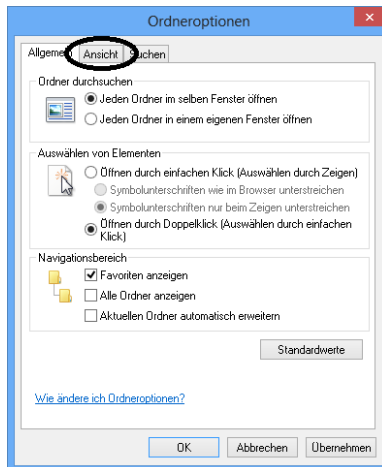 Ordneroptionen
Allgemein Ansicht Suchen
Ordner durchsuchen
Jeden Ordner im selben Fenster öffnen
Jeden Ordner in einem eigenen Fenster öffnen
Auswählen von Elementen
Öffnen durch einfachen Klick (Auswählen durch Zeigen)
Symbolunterschriften wie im Browser unterstreichen
Symbolunterschriften nur beim Zeigen unterstreichen
Öffnen durch Doppelklick (Auswählen durch einfachen
Klick)
Navigationsbereich
Favoriten anzeigen
Alle Ordner anzeigen
Aktuellen Ordner automatisch erweitern
Standardwerte
Wie ändere ich Ordneroptionen?
OK Abbrechen Übernehmen